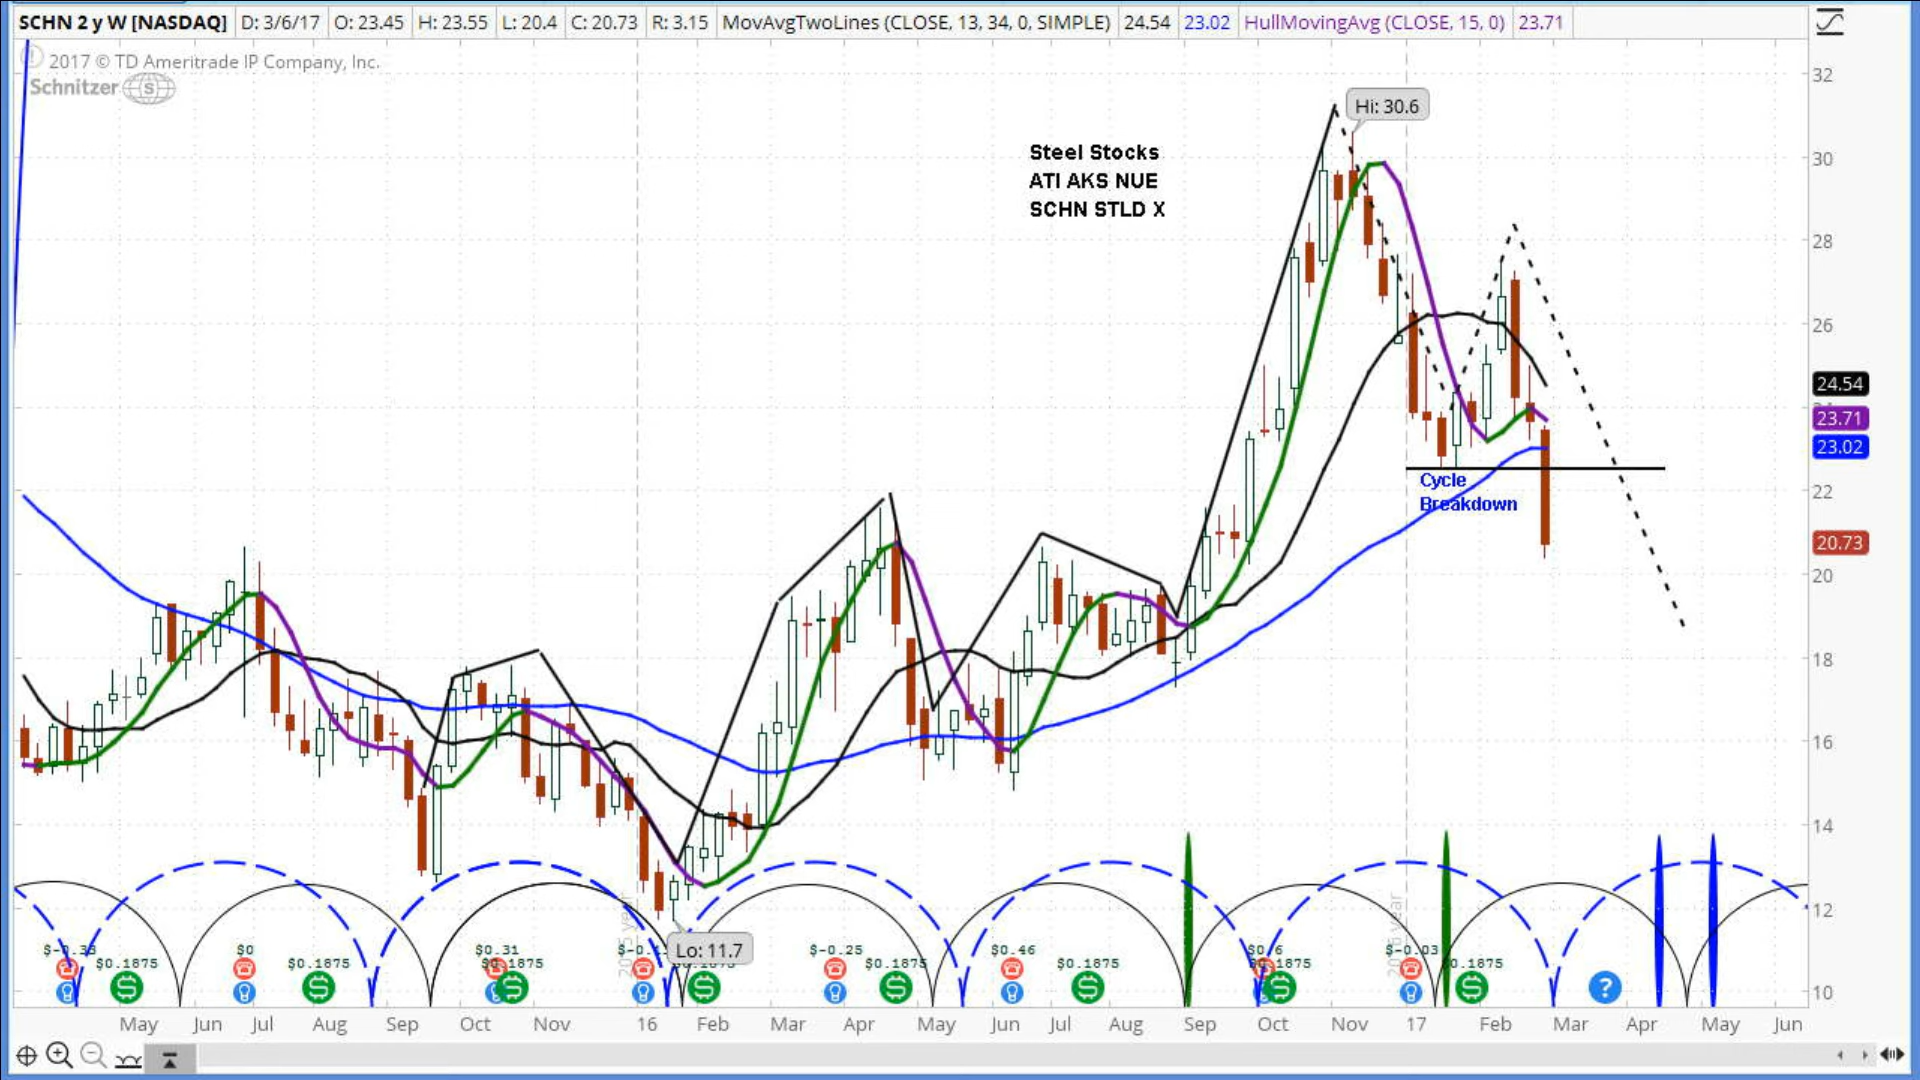 SCHN 2 y W [NASDAQ] D: 3/6/17 O: 23.45 H: 23.55 L: 20.4 C: 20.73 R: 3.15 MovAvgTwoLines (CLOSE, 13, 34, 0, SIMPLE) 24.54 23.02 HullMovingAvg (CLOSE, 15, 0) 23.71
2017 © TD Ameritrade IP Company, Inc.
Schnitzer
Hi: 30.6
Steel Stocks
ATI AKS NUE
SCHN STLD X
32
30
28
26
24.54
23.71
23.02
22
20.73
20
18
16
14
12
10
Cycle
Breakdown
Lo: 11.7
$0 $0.31 $-0.25 $0.46 $-0.03
$0.1875 $0.1875 $0.1875 $0.1875
May Jun Jul Aug Sep Oct Nov 16 Feb Mar Apr May Jun Jul Aug Sep Oct Nov 17 Feb Mar Apr May Jun